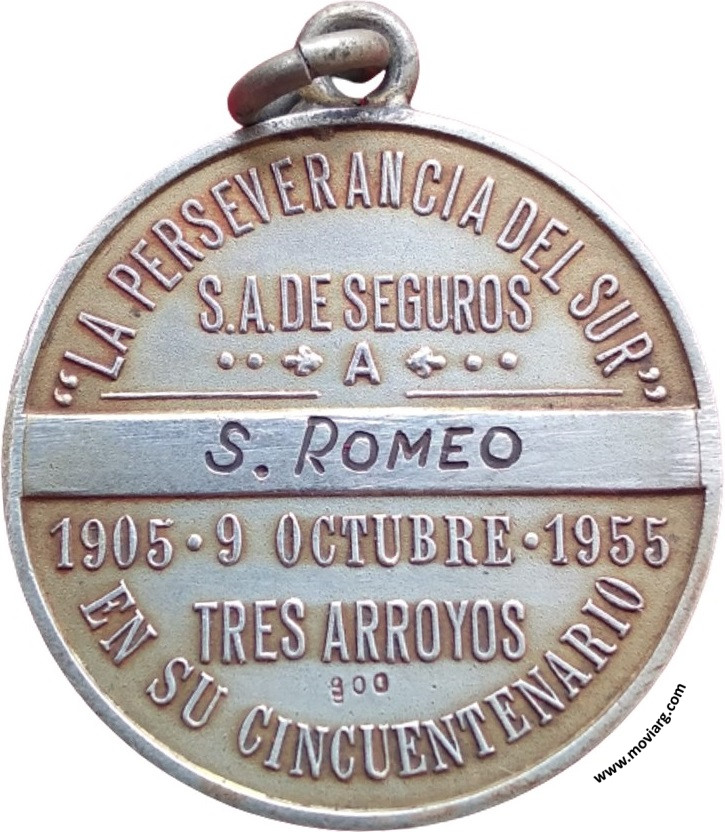 "LA PERSEVERANCIA DEL SUR"
S.A. DE SEGUROS
A
S. ROMEO
1905 · 9 OCTUBRE · 1955
TRES ARROYOS
900
EN SU CINCUENTENARIO
www.moviarg.com